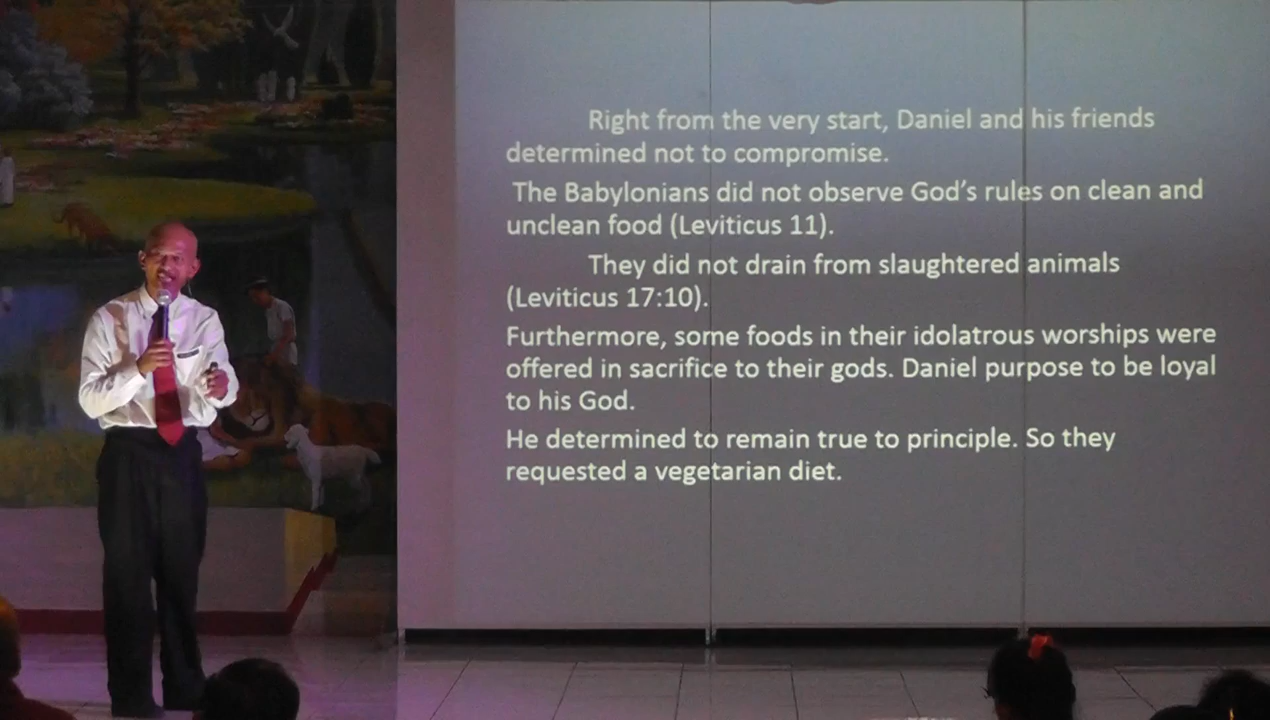 Right from the very start, Daniel and his friends
determined not to compromise.
The Babylonians did not observe God's rules on clean and
unclean food (Leviticus 11).
They did not drain from slaughtered animals
(Leviticus 17:10).
Furthermore, some foods in their idolatrous worships were
offered in sacrifice to their gods. Daniel purpose to be loyal
to his God.
He determined to remain true to principle. So they
requested a vegetarian diet.